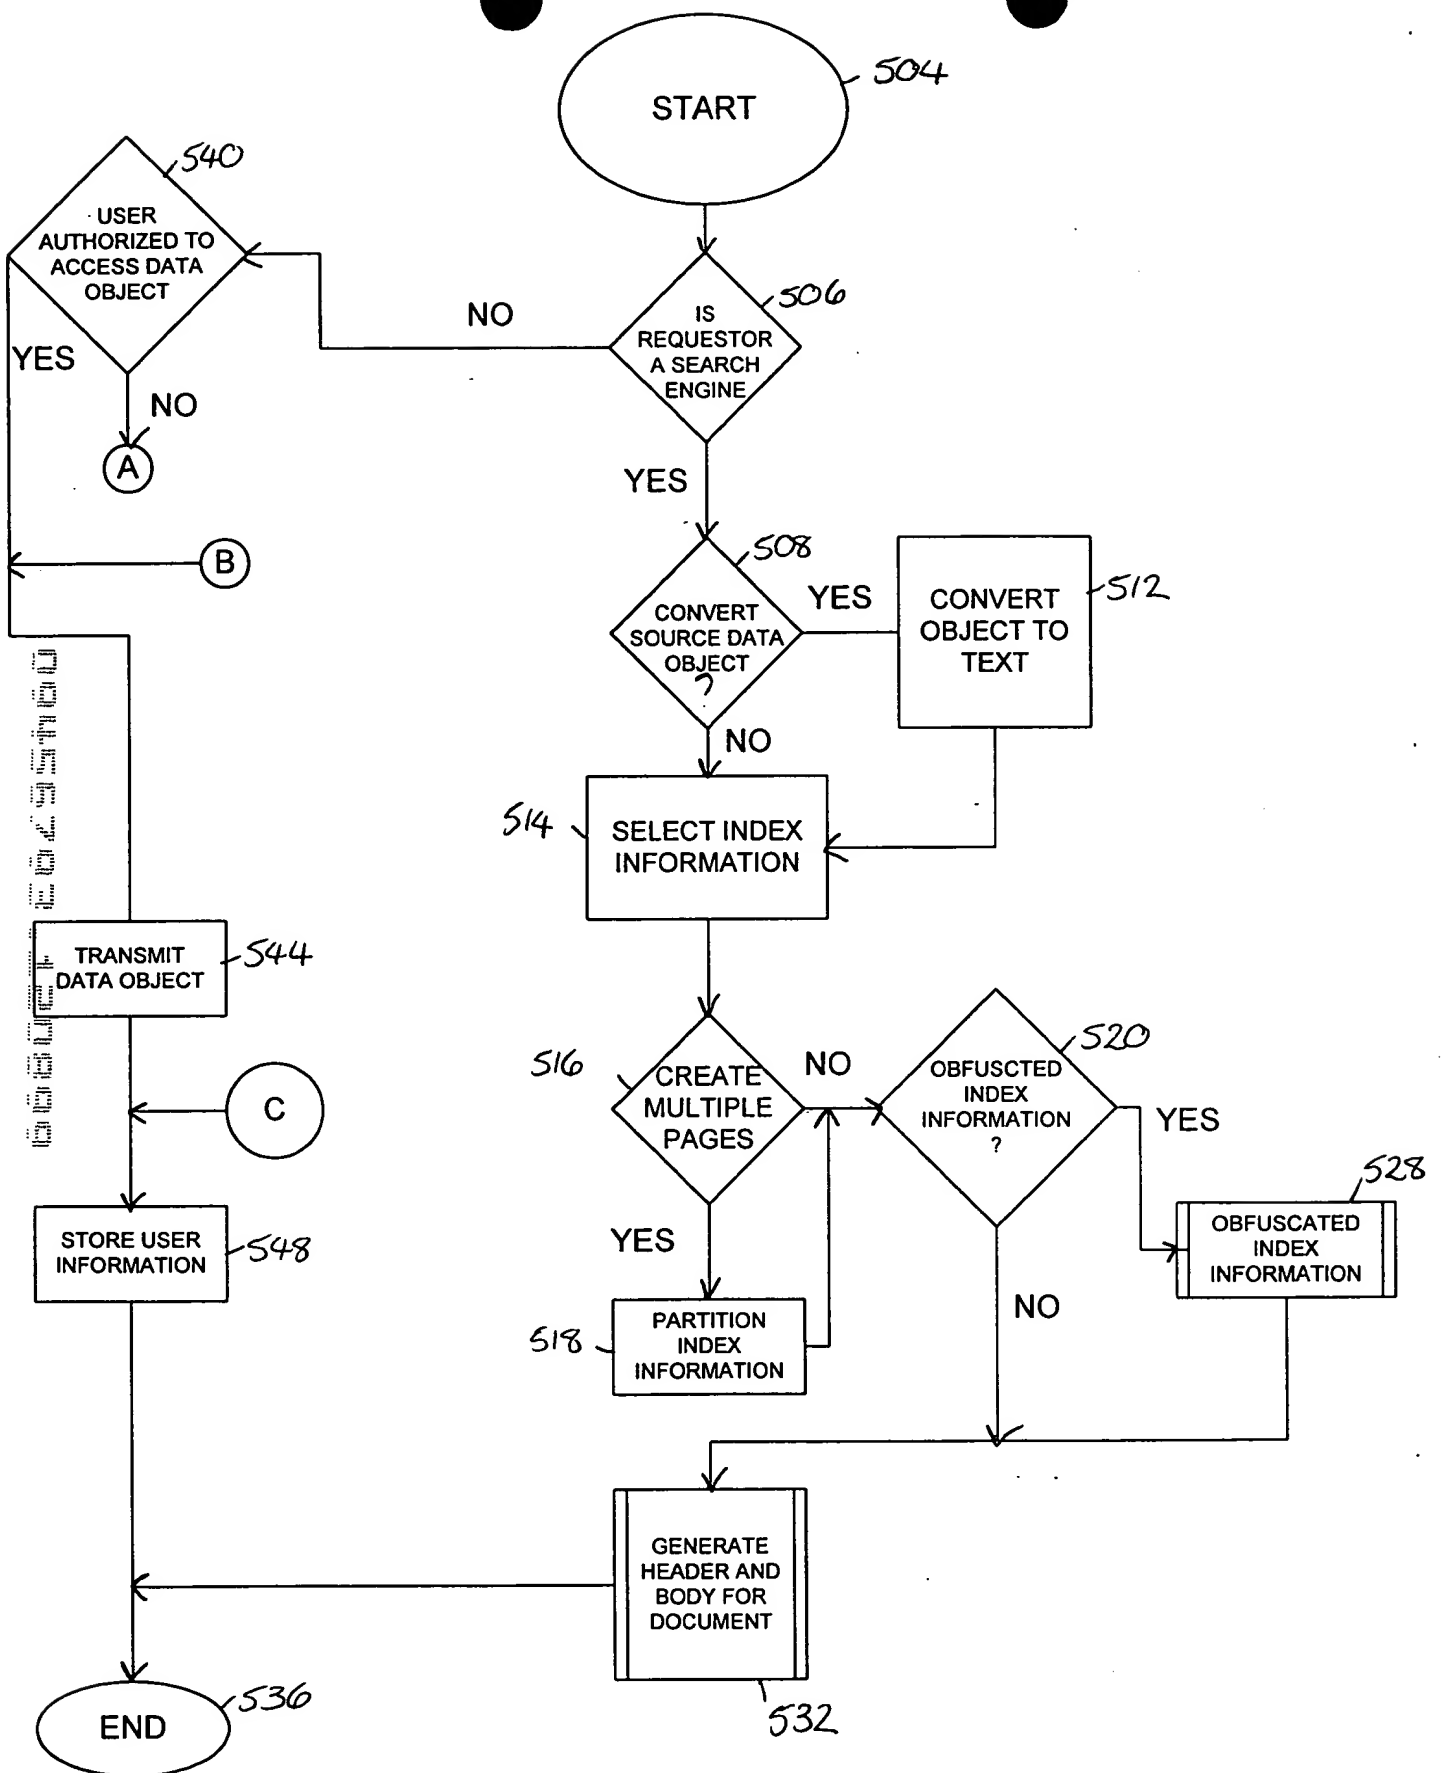 START
504
540
USER
AUTHORIZED TO
ACCESS DATA
OBJECT
506
IS
REQUESTOR
A SEARCH
ENGINE
NO
YES
NO
A
YES
B
508
CONVERT
SOURCE DATA
OBJECT
?
YES
CONVERT
OBJECT TO
TEXT
512
NO
514
SELECT INDEX
INFORMATION
TRANSMIT
DATA OBJECT
544
516
CREATE
MULTIPLE
PAGES
NO
520
OBFUSCTED
INDEX
INFORMATION
?
YES
C
528
OBFUSCATED
INDEX
INFORMATION
STORE USER
INFORMATION
548
YES
NO
518
PARTITION
INDEX
INFORMATION
GENERATE
HEADER AND
BODY FOR
DOCUMENT
532
END
536